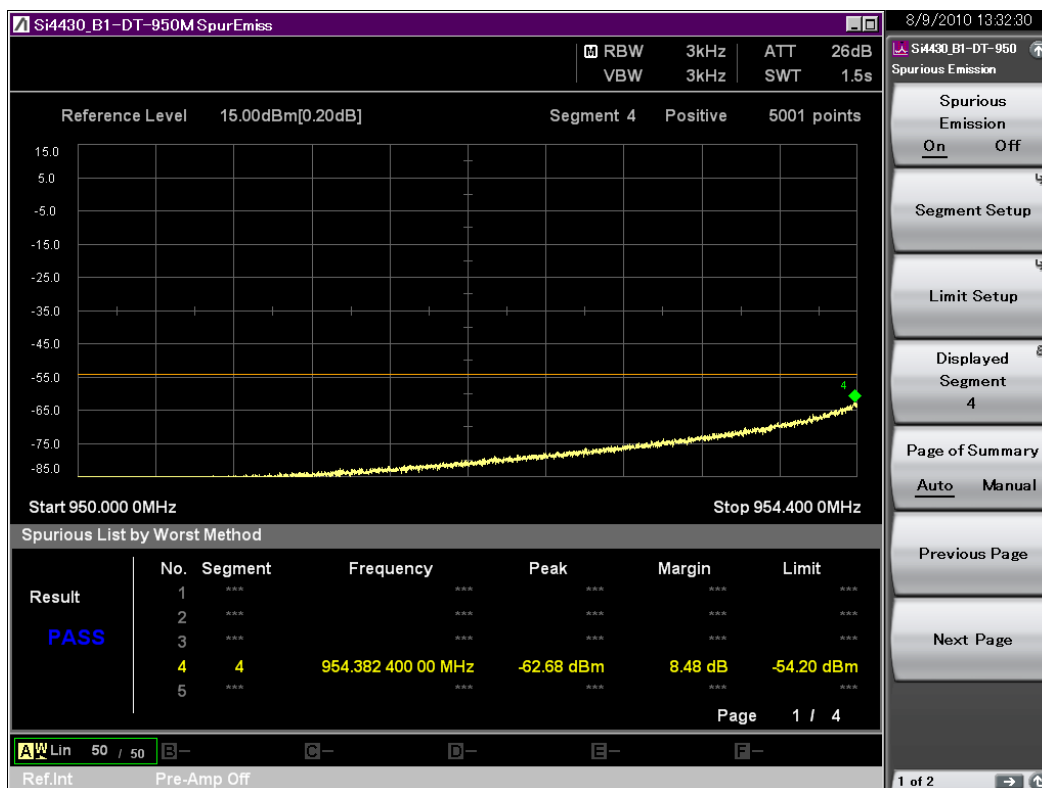 Si4430_B1-DT-950M SpurEmiss
8/9/2010 13:32:30
M RBW 3kHz ATT 26dB
VBW 3kHz SWT 1.5s
Reference Level 15.00dBm[0.20dB] Segment 4 Positive 5001 points
15.0
5.0
-5.0
-15.0
-25.0
-35.0
-45.0
-55.0
-65.0
-75.0
-85.0
4
Start 950.000 0MHz Stop 954.400 0MHz
Spurious List by Worst Method
No. Segment Frequency Peak Margin Limit
Result
PASS
1 *** *** *** *** ***
2 *** *** *** *** ***
3 *** *** *** *** ***
4 4 954.382 400 00 MHz -62.68 dBm 8.48 dB -54.20 dBm
5 *** *** *** *** ***
Page 1 / 4
A W Lin 50 / 50 B- C- D- E- F-
Ref.Int Pre-Amp Off
Si4430_B1-DT-950
Spurious Emission
Spurious
Emission
On Off
Segment Setup
Limit Setup
Displayed
Segment
4
Page of Summary
Auto Manual
Previous Page
Next Page
1 of 2